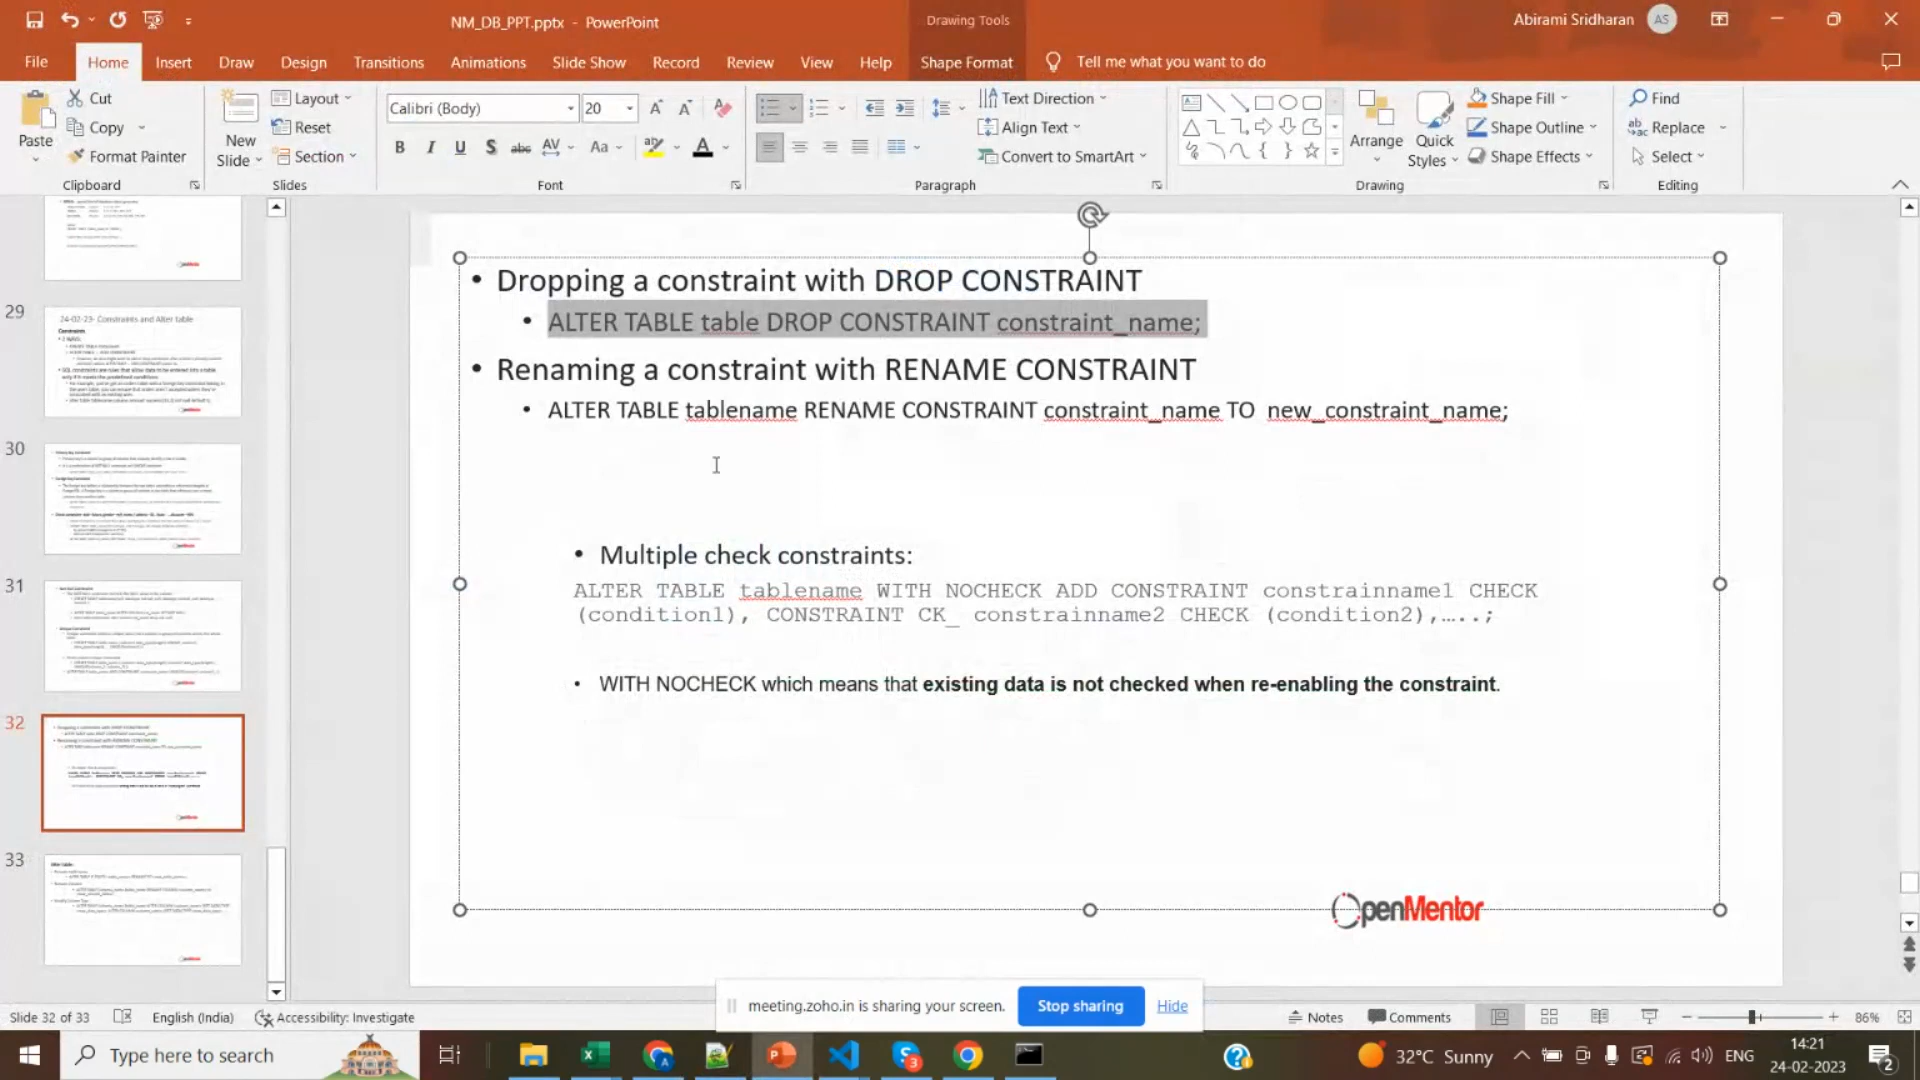 NM_DB_PPT.pptx - PowerPoint
Drawing Tools
Abirami Sridharan
AS
File
Home
Insert
Draw
Design
Transitions
Animations
Slide Show
Record
Review
View
Help
Shape Format
Tell me what you want to do
Paste
Cut
Copy
Format Painter
Clipboard
New
Slide
Layout
Reset
Section
Slides
Calibri (Body)
20
Font
Text Direction
Align Text
Convert to SmartArt
Paragraph
Arrange
Quick
Styles
Shape Fill
Shape Outline
Shape Effects
Drawing
Find
Replace
Select
Editing
29
24-02-23- Constraints and Alter table
30
31
32
33
• Dropping a constraint with DROP CONSTRAINT
• ALTER TABLE table DROP CONSTRAINT constraint_name;
• Renaming a constraint with RENAME CONSTRAINT
• ALTER TABLE tablename RENAME CONSTRAINT constraint_name TO new_constraint_name;
• Multiple check constraints:
ALTER TABLE tablename WITH NOCHECK ADD CONSTRAINT constrainname1 CHECK
(condition1), CONSTRAINT CK_ constrainname2 CHECK (condition2),…..;
• WITH NOCHECK which means that existing data is not checked when re-enabling the constraint.
OpenMentor
meeting.zoho.in is sharing your screen.
Stop sharing
Hide
Slide 32 of 33
English (India)
Accessibility: Investigate
Notes
Comments
86%
Type here to search
32°C Sunny
ENG
14:21
24-02-2023
2